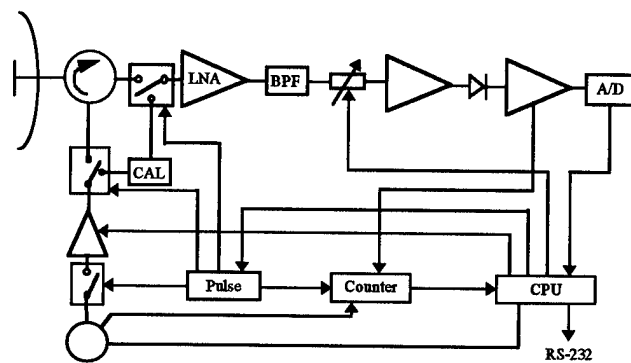 LNA
BPF
A/D
CAL
Pulse
Counter
CPU
RS-232